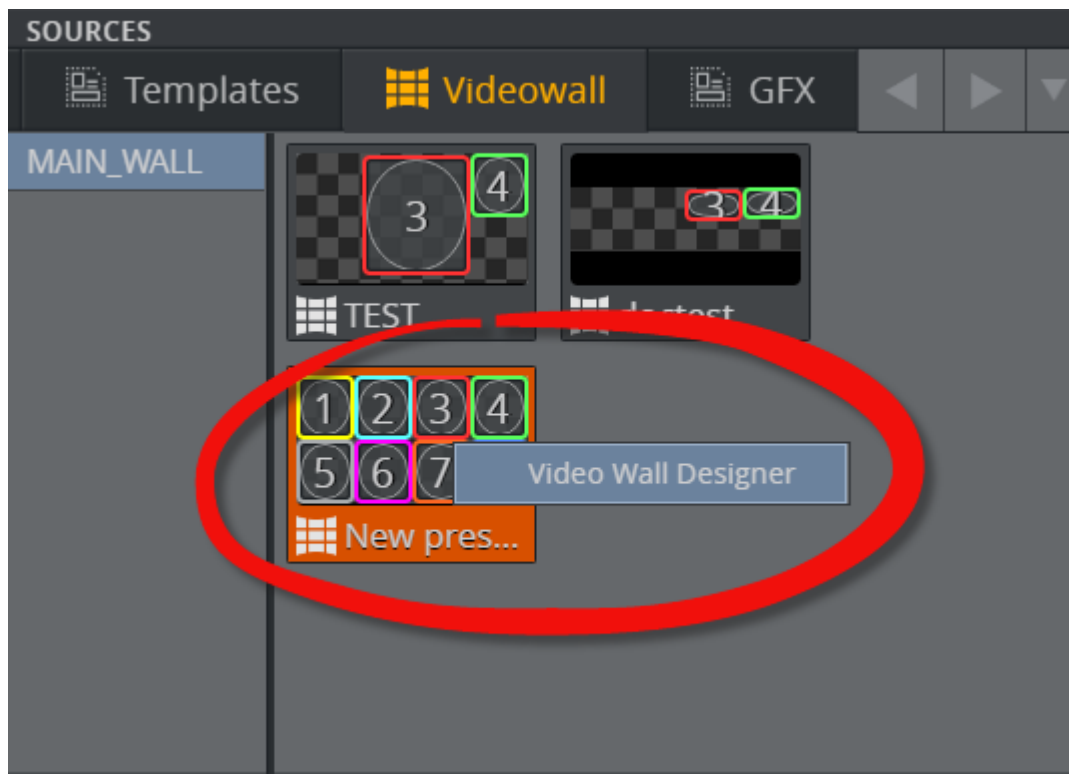 SOURCES
Templates
Videowall
GFX
MAIN_WALL
3
4
3 4
TEST
1 2 3 4
5 6 7
Video Wall Designer
New pres...